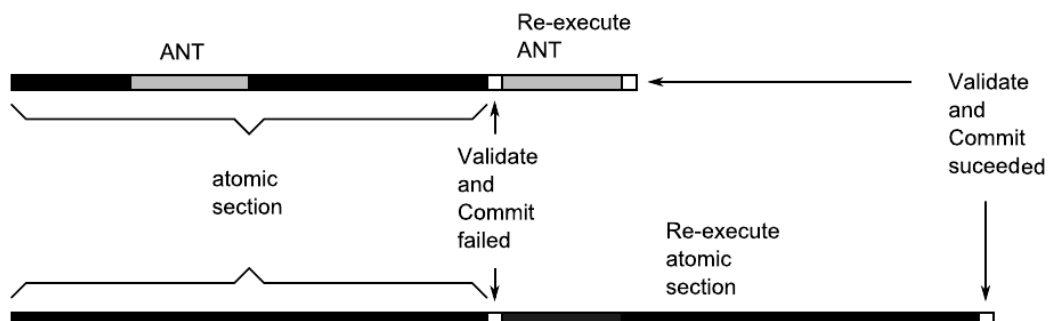 Re-execute
ANT
ANT
Validate
and
Commit
suceeded
atomic
section
Validate
and
Commit
failed
Re-execute
atomic
section